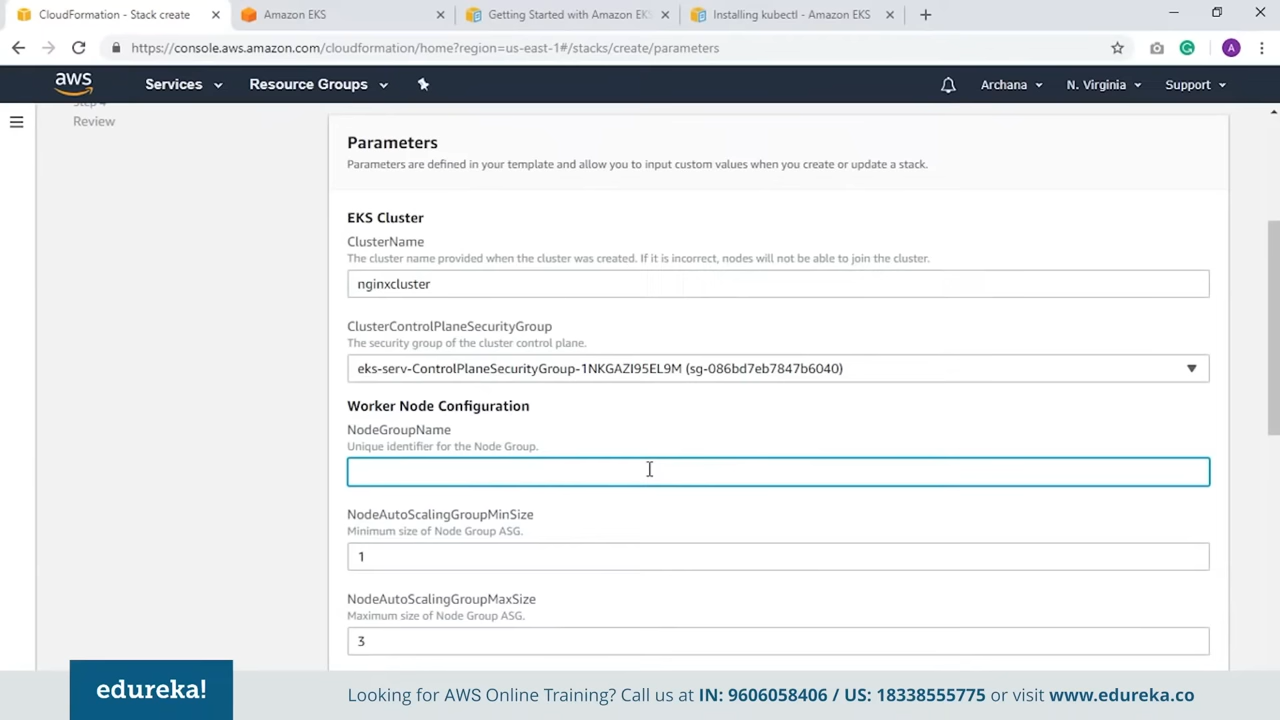 CloudFormation - Stack create
Amazon EKS
Getting Started with Amazon EKS
Installing kubectl - Amazon EKS
https://console.aws.amazon.com/cloudformation/home?region=us-east-1#/stacks/create/parameters
A
aws
Services
Resource Groups
Archana
N. Virginia
Support
Step 4
Review
Parameters
Parameters are defined in your template and allow you to input custom values when you create or update a stack.
EKS Cluster
ClusterName
The cluster name provided when the cluster was created. If it is incorrect, nodes will not be able to join the cluster.
nginxcluster
ClusterControlPlaneSecurityGroup
The security group of the cluster control plane.
eks-serv-ControlPlaneSecurityGroup-1NKGAZI95EL9M (sg-086bd7eb7847b6040)
Worker Node Configuration
NodeGroupName
Unique identifier for the Node Group.
NodeAutoScalingGroupMinSize
Minimum size of Node Group ASG.
1
NodeAutoScalingGroupMaxSize
Maximum size of Node Group ASG.
3
edureka!
Looking for AWS Online Training? Call us at IN: 9606058406 / US: 18338555775 or visit www.edureka.co